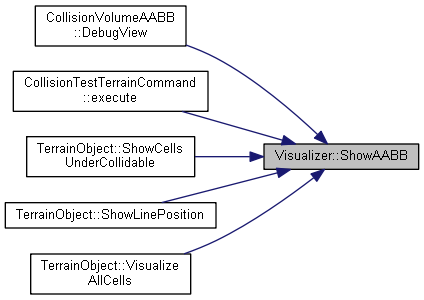 CollisionVolumeAABB
::DebugView
CollisionTestTerrainCommand
::execute
TerrainObject::ShowCells
UnderCollidable
Visualizer::ShowAABB
TerrainObject::ShowLinePosition
TerrainObject::Visualize
AllCells